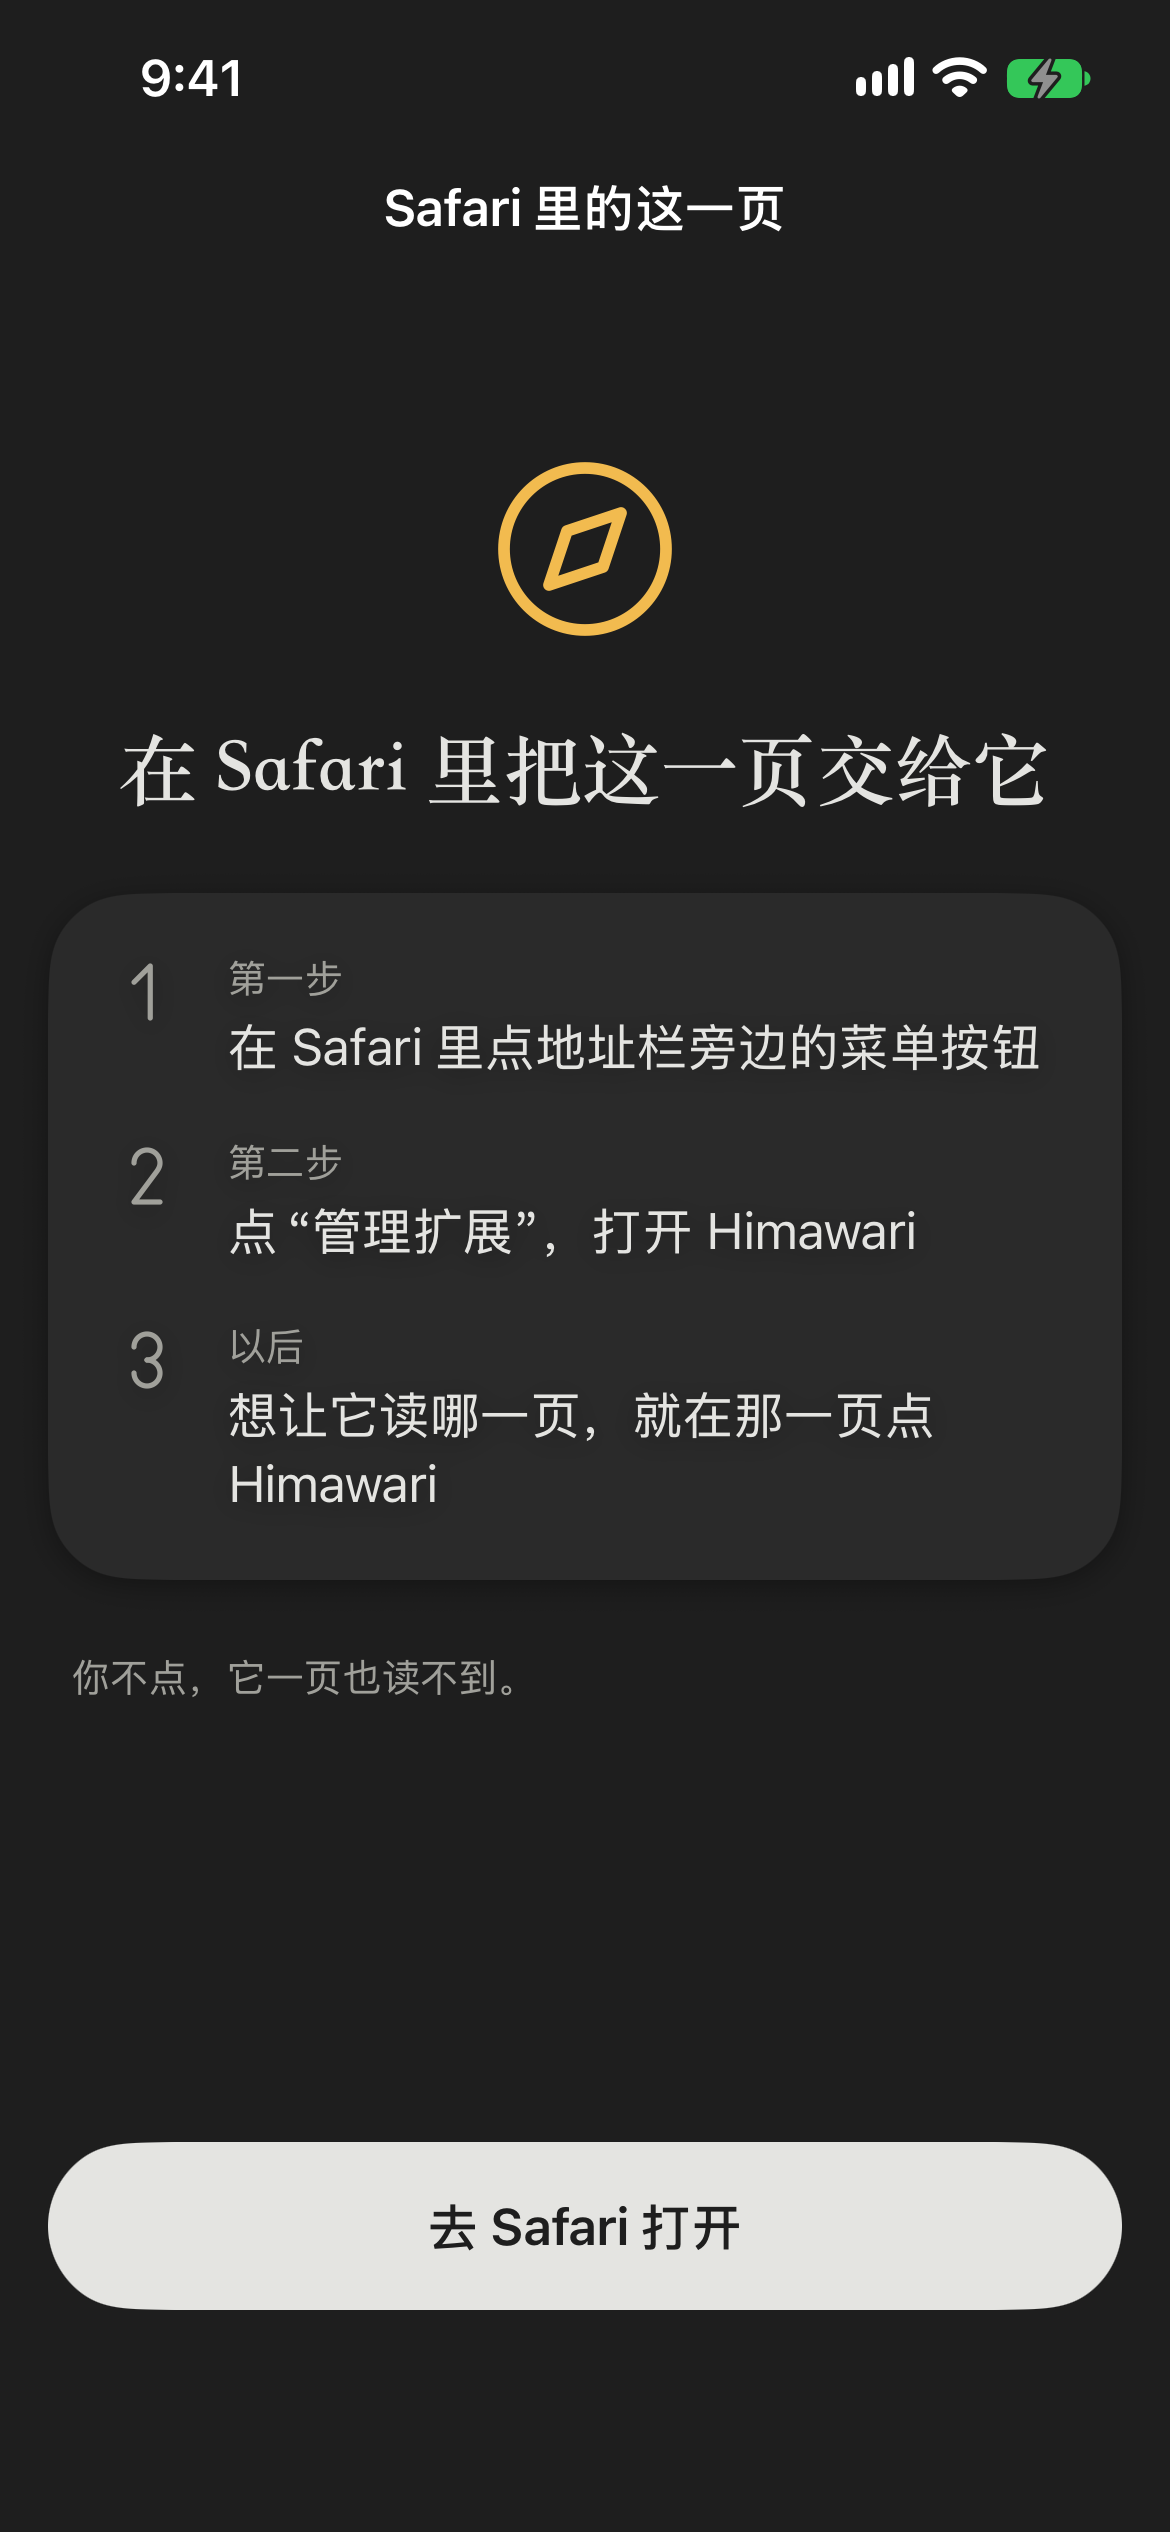 9:41
Safari 里的这一页
在 Safari 里把这一页交给它
1
第一步
在 Safari 里点地址栏旁边的菜单按钮
2
第二步
点 “管理扩展”，打开 Himawari
3
以后
想让它读哪一页，就在那一页点
Himawari
你不点，它一页也读不到。
去 Safari 打开